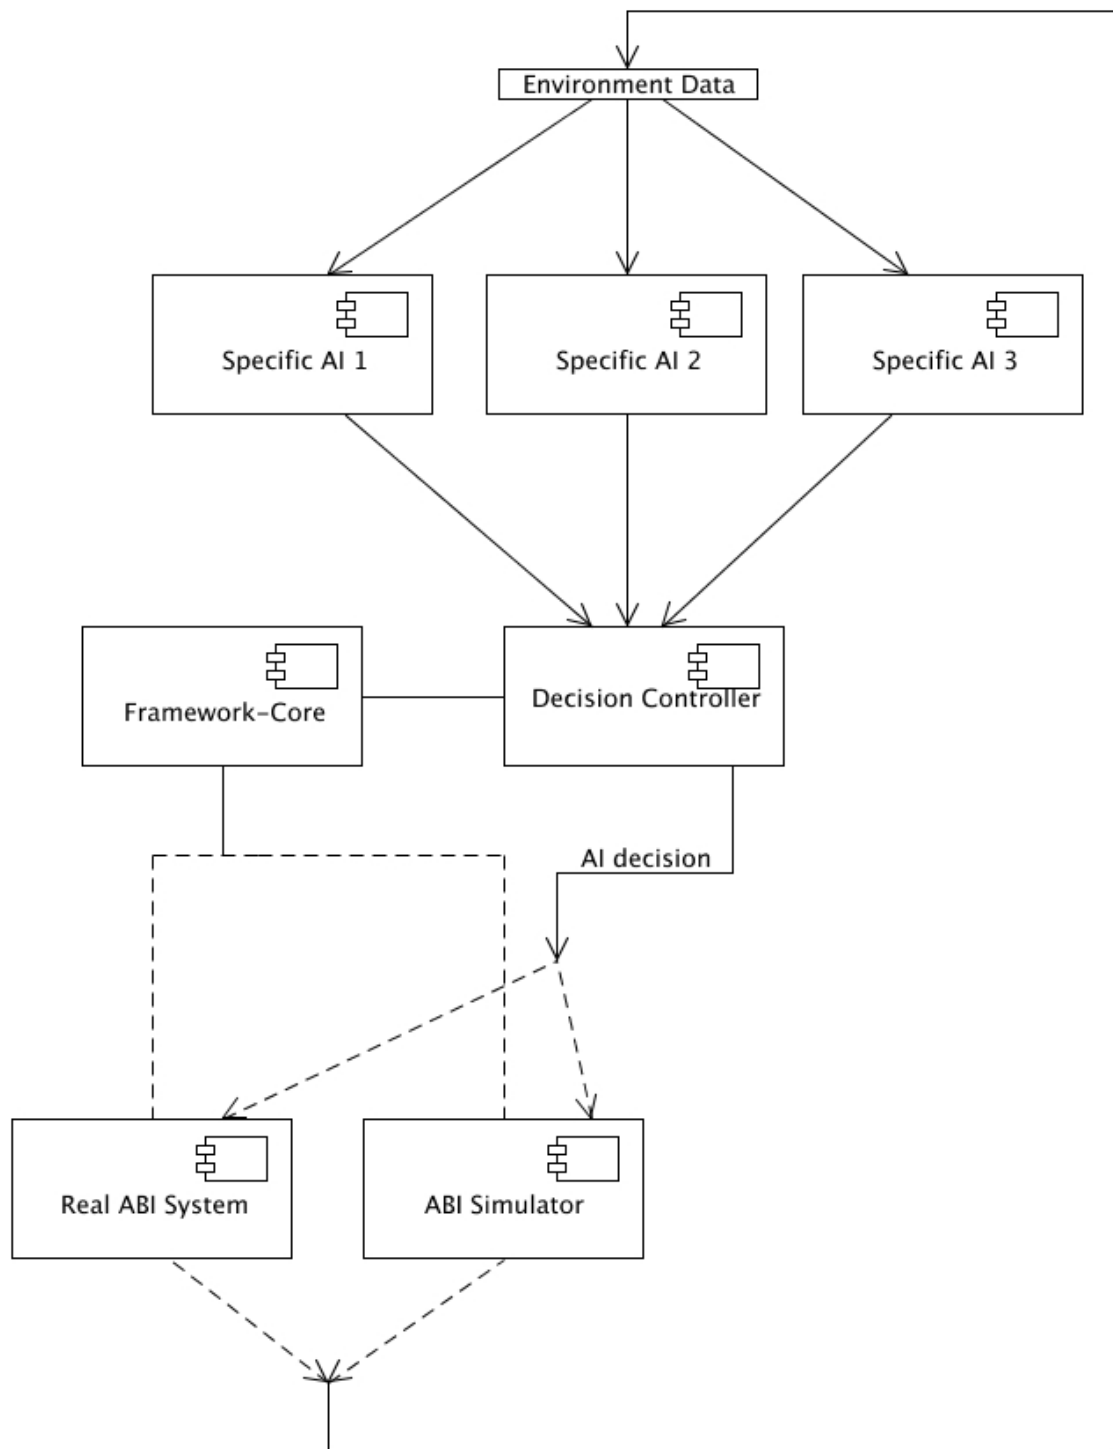 Environment Data
Specific AI 1
Specific AI 2
Specific AI 3
Framework-Core
Decision Controller
AI decision
Real ABI System
ABI Simulator